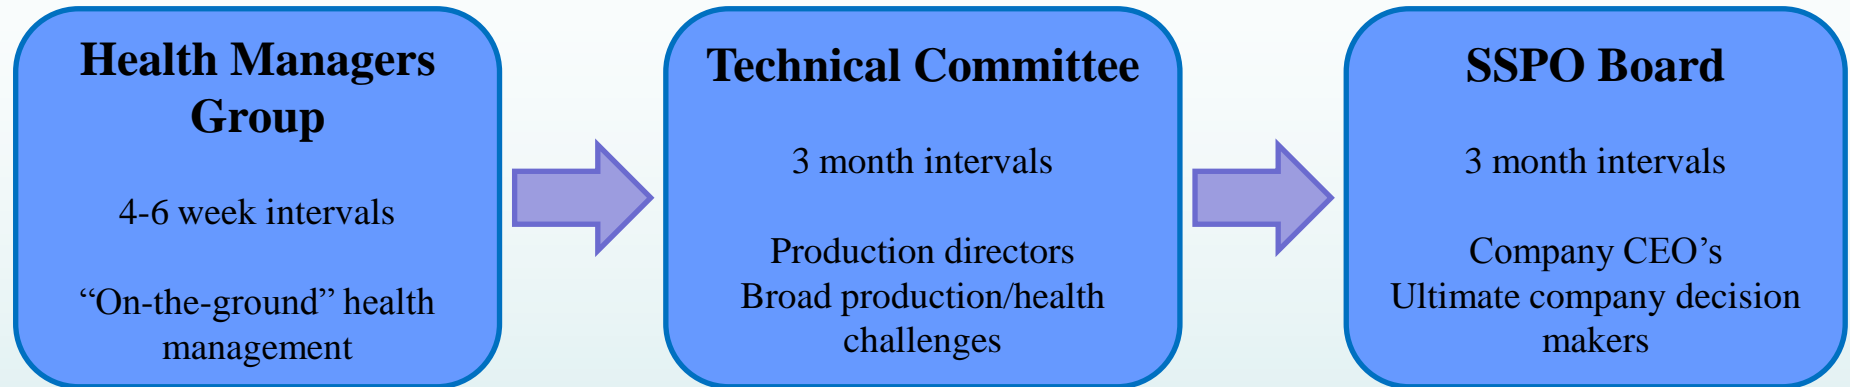 Health Managers
Group
4-6 week intervals
“On-the-ground” health
management
Technical Committee
3 month intervals
Production directors
Broad production/health
challenges
SSPO Board
3 month intervals
Company CEO’s
Ultimate company decision
makers